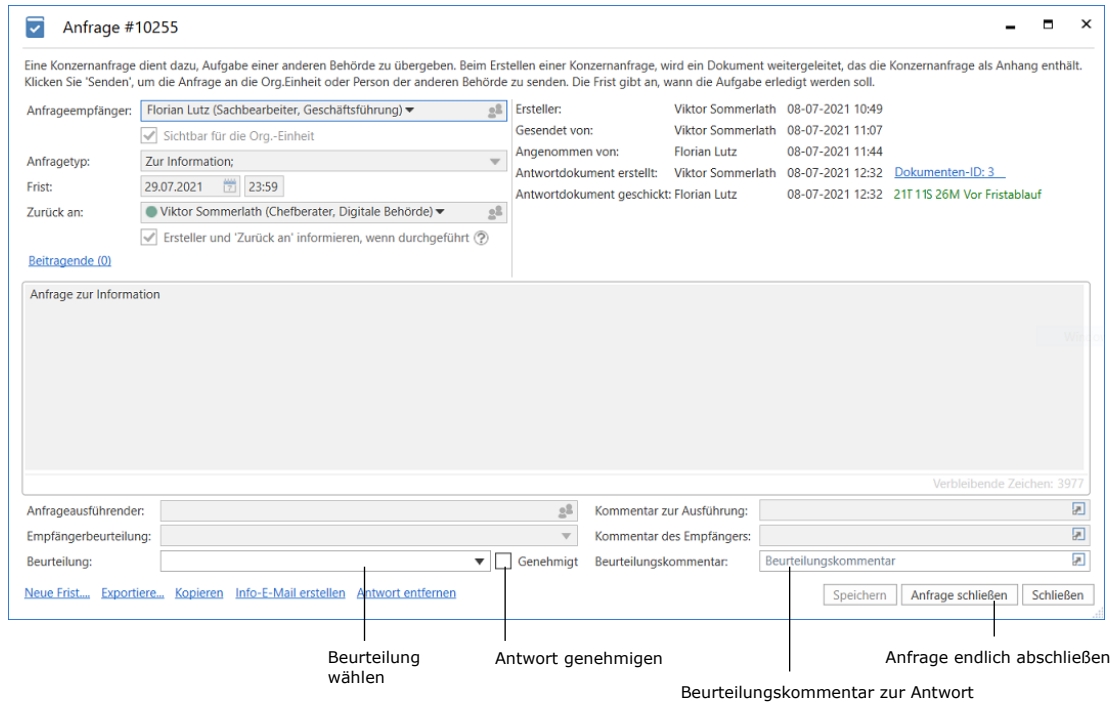 Anfrage #10255
Eine Konzernanfrage dient dazu, Aufgabe einer anderen Behörde zu übergeben. Beim Erstellen einer Konzernanfrage, wird ein Dokument weitergeleitet, das die Konzernanfrage als Anhang enthält.
Klicken Sie 'Senden', um die Anfrage an die Org.Einheit oder Person der anderen Behörde zu senden. Die Frist gibt an, wann die Aufgabe erledigt werden soll.
Anfrageempfänger: Florian Lutz (Sachbearbeiter, Geschäftsführung)
Sichtbar für die Org.-Einheit
Anfragetyp: Zur Information;
Frist: 29.07.2021 23:59
Zurück an: Viktor Sommerlath (Chefberater, Digitale Behörde)
Ersteller und 'Zurück an' informieren, wenn durchgeführt ?
Beitragende (0)
Ersteller: Viktor Sommerlath 08-07-2021 10:49
Gesendet von: Viktor Sommerlath 08-07-2021 11:07
Angenommen von: Florian Lutz 08-07-2021 11:44
Antwortdokument erstellt: Viktor Sommerlath 08-07-2021 12:32 Dokumenten-ID: 3
Antwortdokument geschickt: Florian Lutz 08-07-2021 12:32 21T 11S 26M Vor Fristablauf
Anfrage zur Information
Verbleibende Zeichen: 3977
Anfrageausführender: Kommentar zur Ausführung:
Empfängerbeurteilung: Kommentar des Empfängers:
Beurteilung: Genehmigt Beurteilungskommentar: Beurteilungskommentar
Neue Frist.... Exportiere... Kopieren Info-E-Mail erstellen Antwort entfernen Speichern Anfrage schließen Schließen
Beurteilung
wählen
Antwort genehmigen
Anfrage endlich abschließen
Beurteilungskommentar zur Antwort